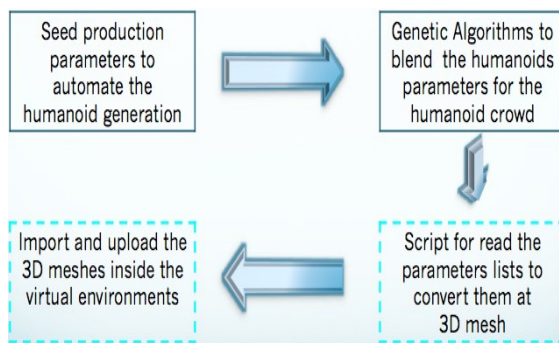 Seed production
parameters to
automate the
humanoid generation
Genetic Algorithms to
blend the humanoids
parameters for the
humanoid crowd
Script for read the
parameters lists to
convert them at
3D mesh
Import and upload the
3D meshes inside the
virtual environments